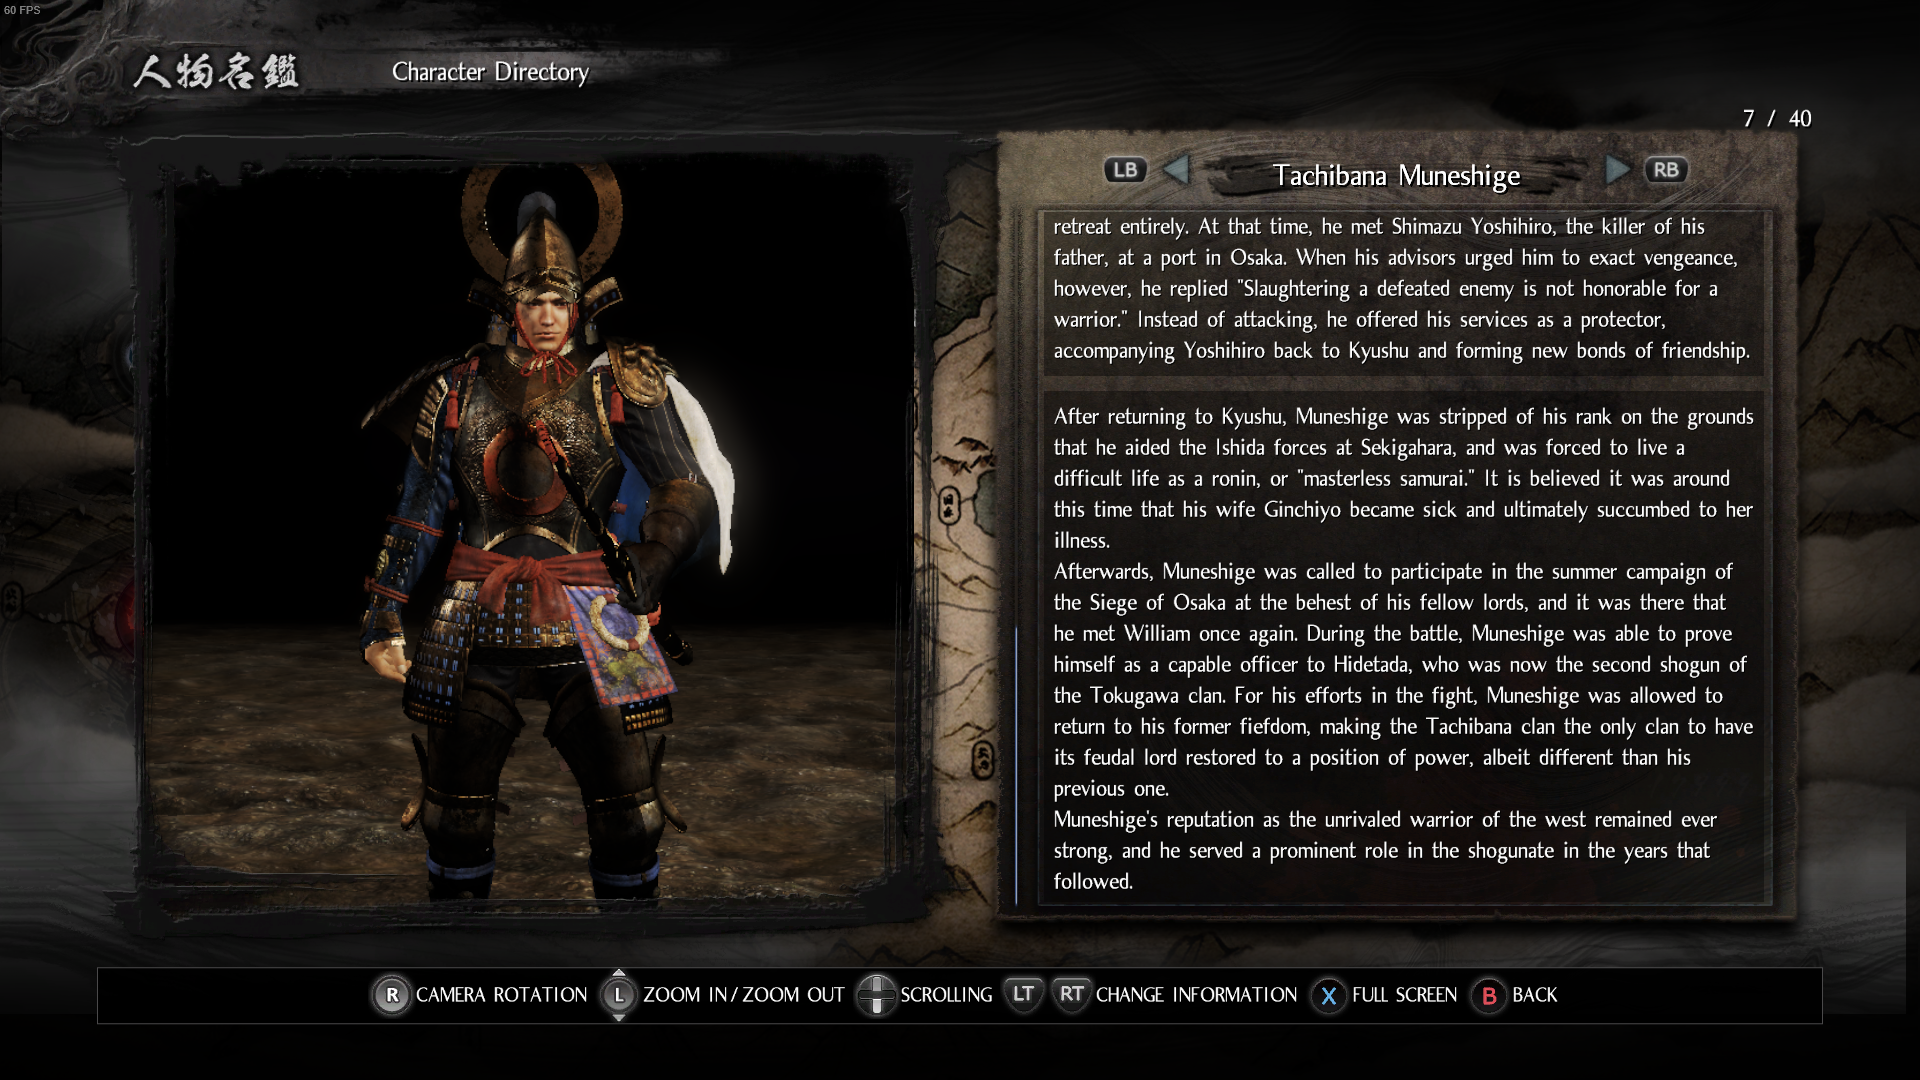 60 FPS
人物名鑑
Character Directory
7 / 40
LB
Tachibana Muneshige
RB
retreat entirely. At that time, he met Shimazu Yoshihiro, the killer of his
father, at a port in Osaka. When his advisors urged him to exact vengeance,
however, he replied "Slaughtering a defeated enemy is not honorable for a
warrior." Instead of attacking, he offered his services as a protector,
accompanying Yoshihiro back to Kyushu and forming new bonds of friendship.
After returning to Kyushu, Muneshige was stripped of his rank on the grounds
that he aided the Ishida forces at Sekigahara, and was forced to live a
difficult life as a ronin, or "masterless samurai." It is believed it was around
this time that his wife Ginchiyo became sick and ultimately succumbed to her
illness.
Afterwards, Muneshige was called to participate in the summer campaign of
the Siege of Osaka at the behest of his fellow lords, and it was there that
he met William once again. During the battle, Muneshige was able to prove
himself as a capable officer to Hidetada, who was now the second shogun of
the Tokugawa clan. For his efforts in the fight, Muneshige was allowed to
return to his former fiefdom, making the Tachibana clan the only clan to have
its feudal lord restored to a position of power, albeit different than his
previous one.
Muneshige's reputation as the unrivaled warrior of the west remained ever
strong, and he served a prominent role in the shogunate in the years that
followed.
R CAMERA ROTATION L ZOOM IN / ZOOM OUT SCROLLING LT RT CHANGE INFORMATION X FULL SCREEN B BACK